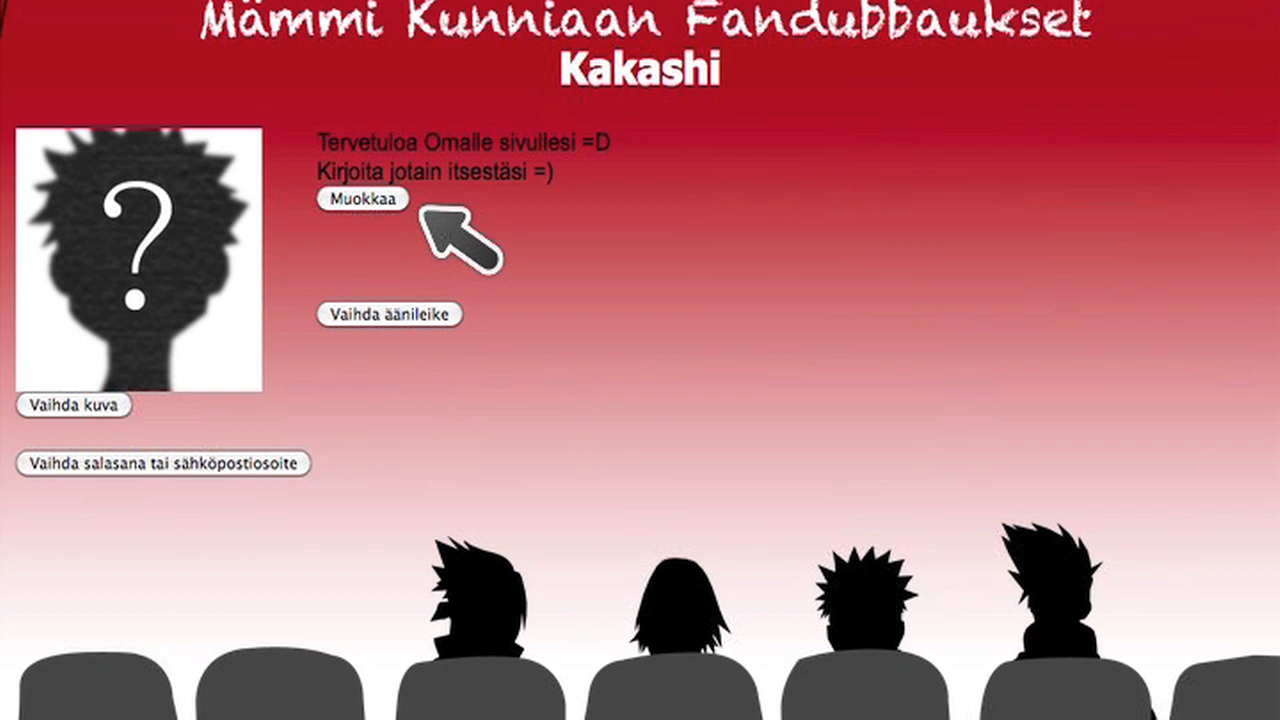 Mämmi Kunniaan Fandubbaukset
Kakashi
?
Tervetuloa Omalle sivullesi =D
Kirjoita jotain itsestäsi =)
Muokkaa
Vaihda äänileike
Vaihda kuva
Vaihda salasana tai sähköpostiosoite